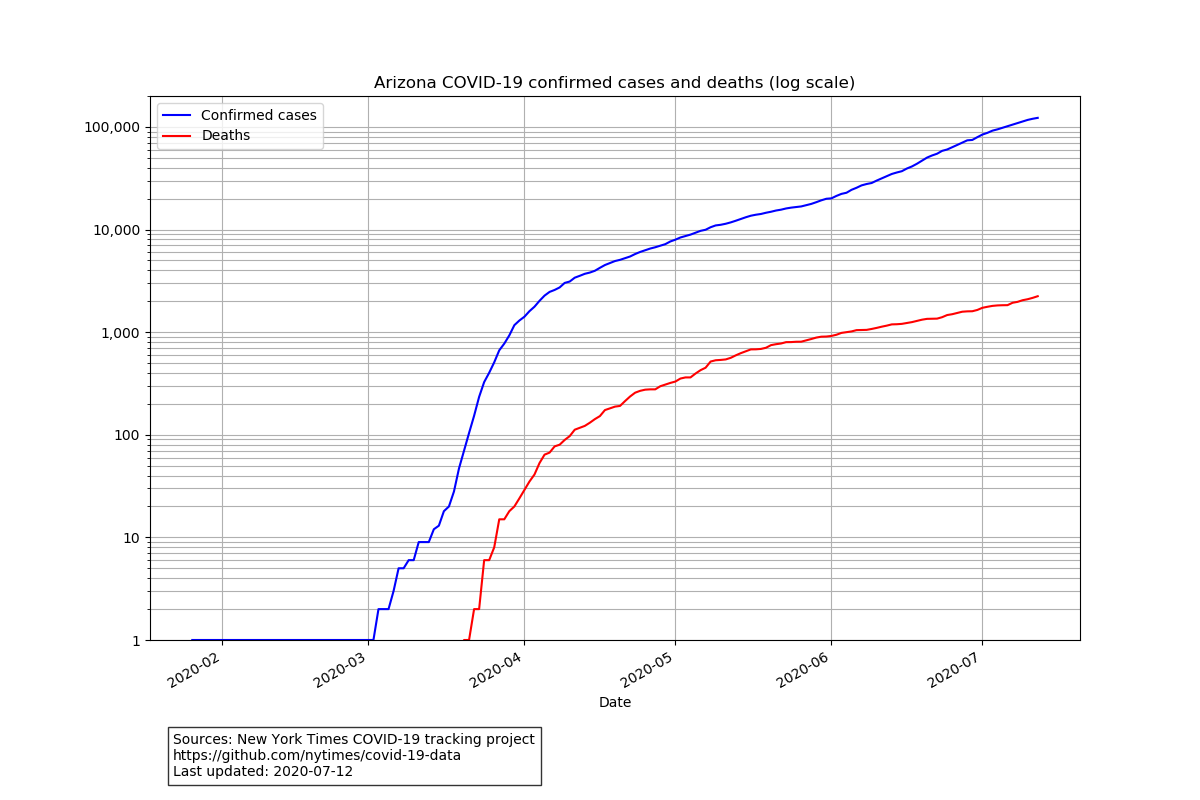 Arizona COVID-19 confirmed cases and deaths (log scale)
Confirmed cases
Deaths
100,000
10,000
1,000
100
10
1
2020-02
2020-03
2020-04
2020-05
2020-06
2020-07
Date
Sources: New York Times COVID-19 tracking project
https://github.com/nytimes/covid-19-data
Last updated: 2020-07-12